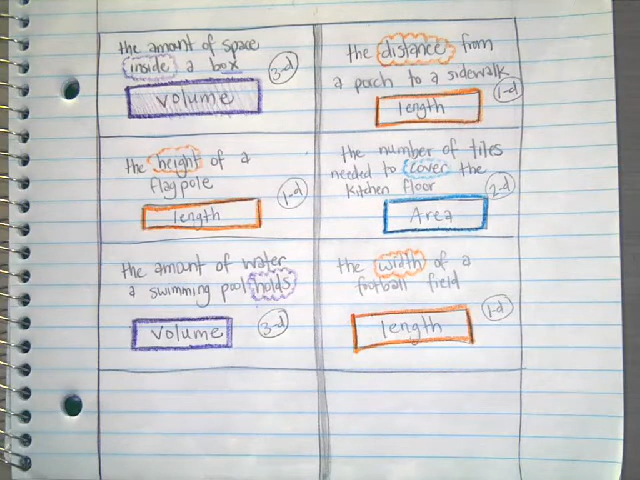 the amount of space
inside a box
3-d
volume
the distance from
a porch to a sidewalk
1-d
length
the height of a
flagpole
1-d
length
the number of tiles
needed to cover the
kitchen floor
2-d
Area
the amount of water
a swimming pool holds
3-d
volume
the width of a
football field
1-d
length